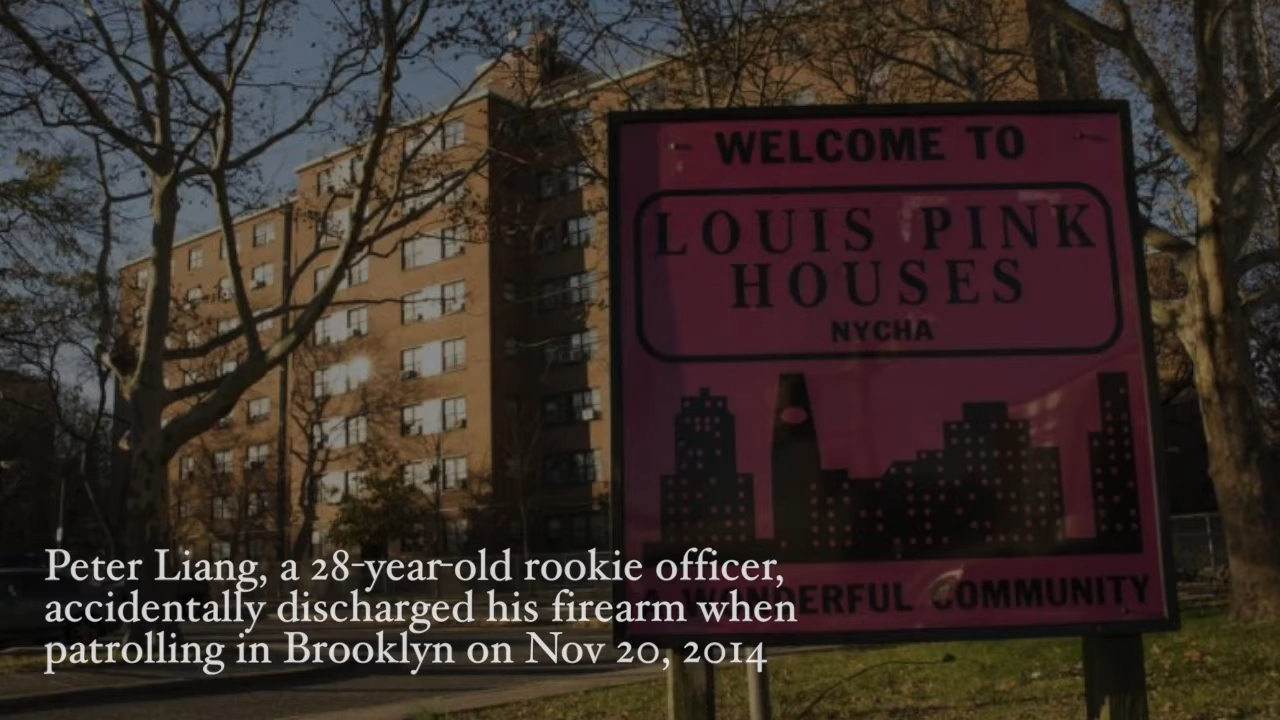 WELCOME TO
LOUIS PINK
HOUSES
NYCHA
WONDERFUL COMMUNITY
Peter Liang, a 28-year-old rookie officer,
accidentally discharged his firearm when
patrolling in Brooklyn on Nov 20, 2014